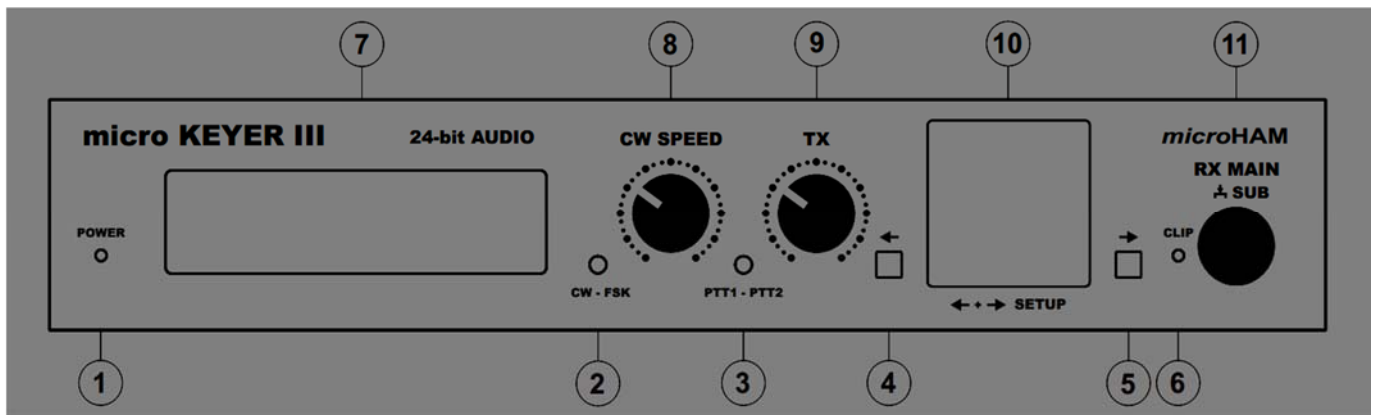 7 8 9 10 11
micro KEYER III 24-bit AUDIO CW SPEED TX microHAM
RX MAIN
SUB
POWER ← → CLIP
CW - FSK PTT1 - PTT2 ← + → SETUP
1 2 3 4 5 6